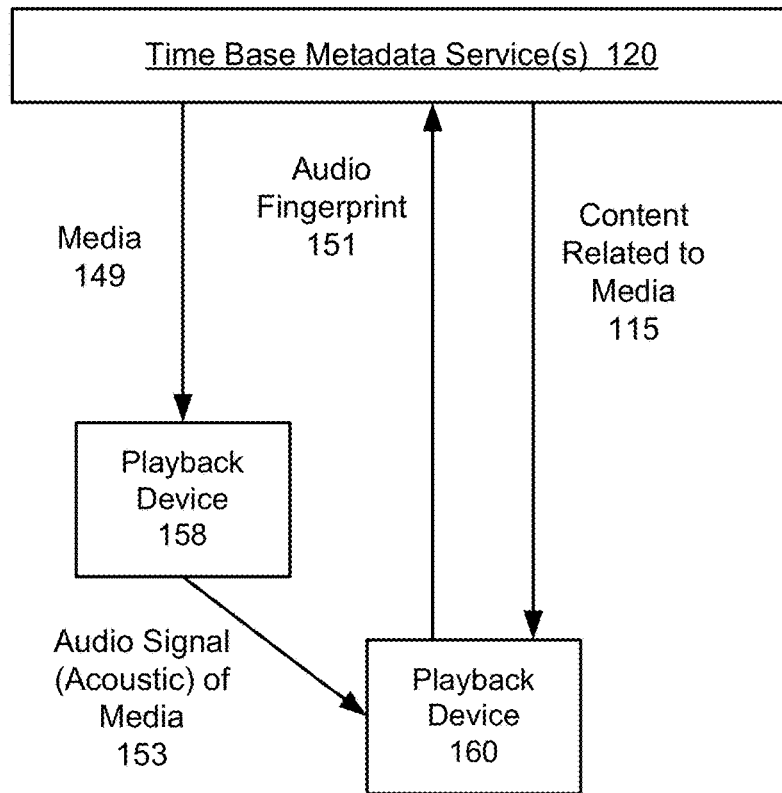 Time Base Metadata Service(s) 120
Media
149
Audio
Fingerprint
151
Content
Related to
Media
115
Playback
Device
158
Audio Signal
(Acoustic) of
Media
153
Playback
Device
160